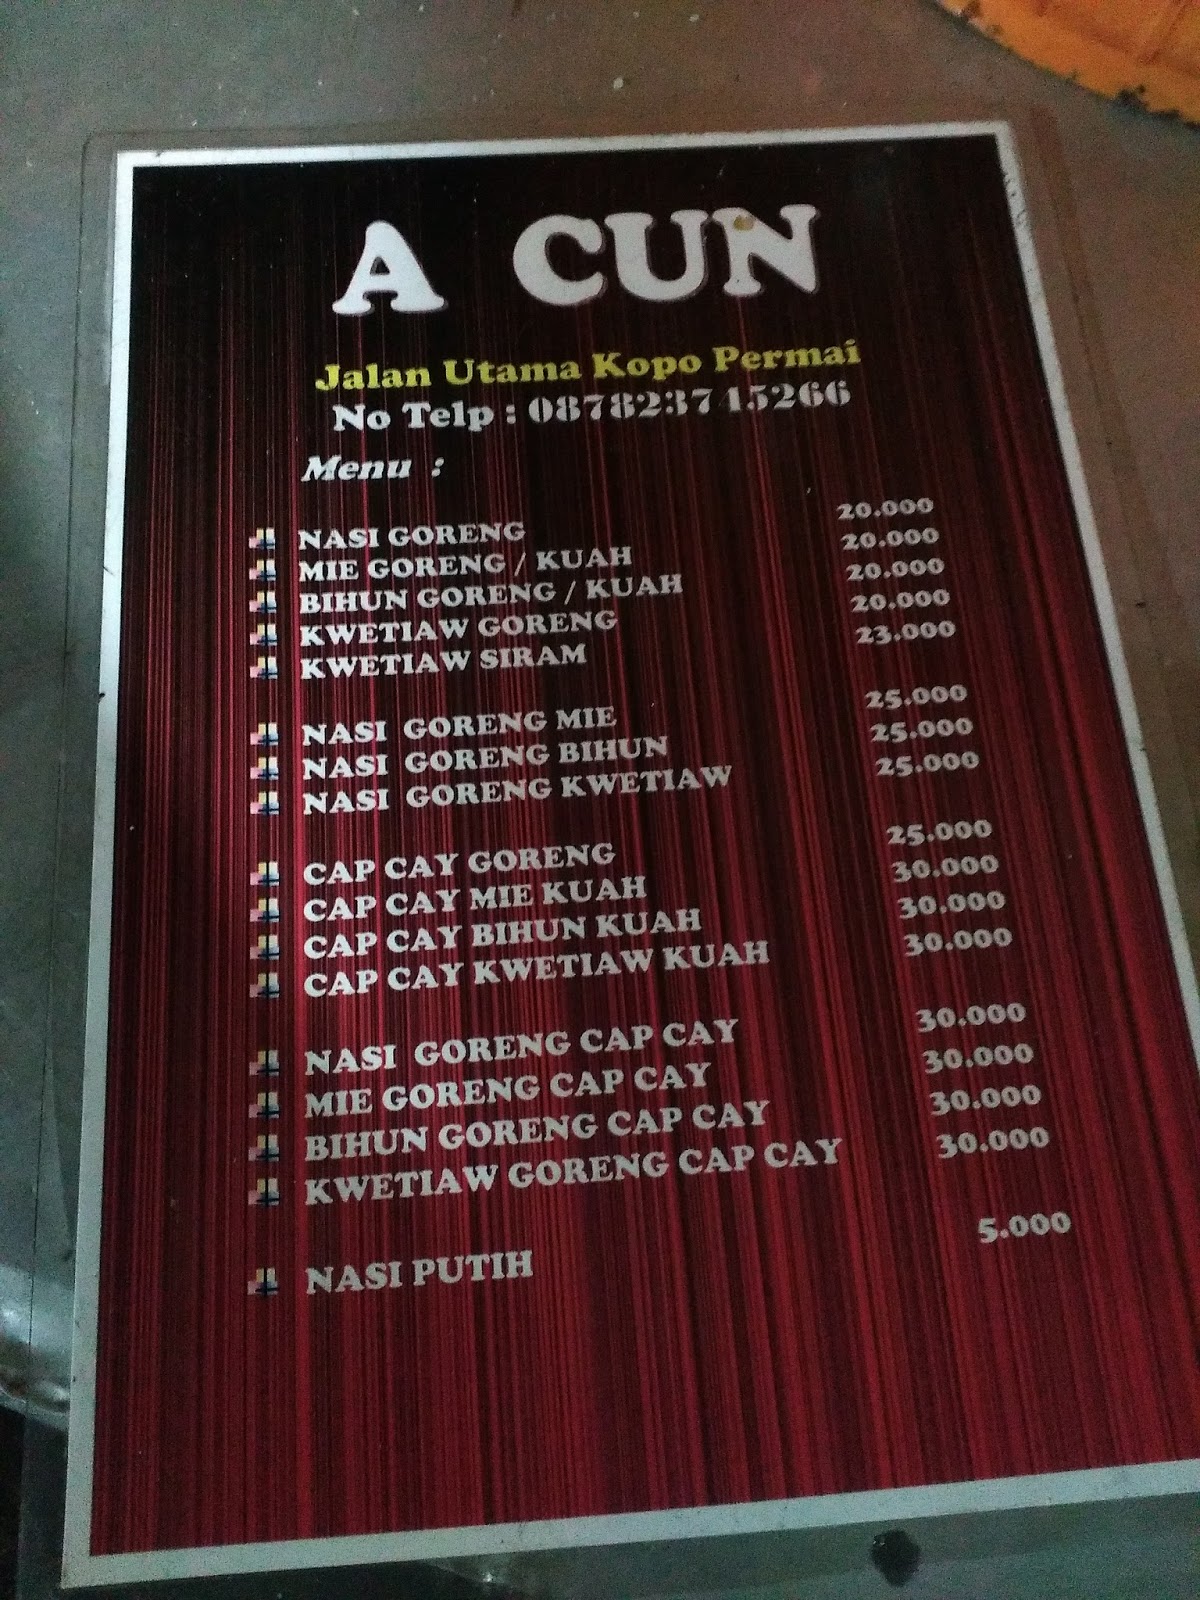 A CUN
Jalan Utama Kopo Permai
No Telp : 087823745266
Menu :
NASI GORENG 20.000
MIE GORENG / KUAH 20.000
BIHUN GORENG / KUAH 20.000
KWETIAW GORENG 20.000
KWETIAW SIRAM 23.000
NASI GORENG MIE 25.000
NASI GORENG BIHUN 25.000
NASI GORENG KWETIAW 25.000
CAP CAY GORENG 25.000
CAP CAY MIE KUAH 30.000
CAP CAY BIHUN KUAH 30.000
CAP CAY KWETIAW KUAH 30.000
NASI GORENG CAP CAY 30.000
MIE GORENG CAP CAY 30.000
BIHUN GORENG CAP CAY 30.000
KWETIAW GORENG CAP CAY 30.000
NASI PUTIH 5.000